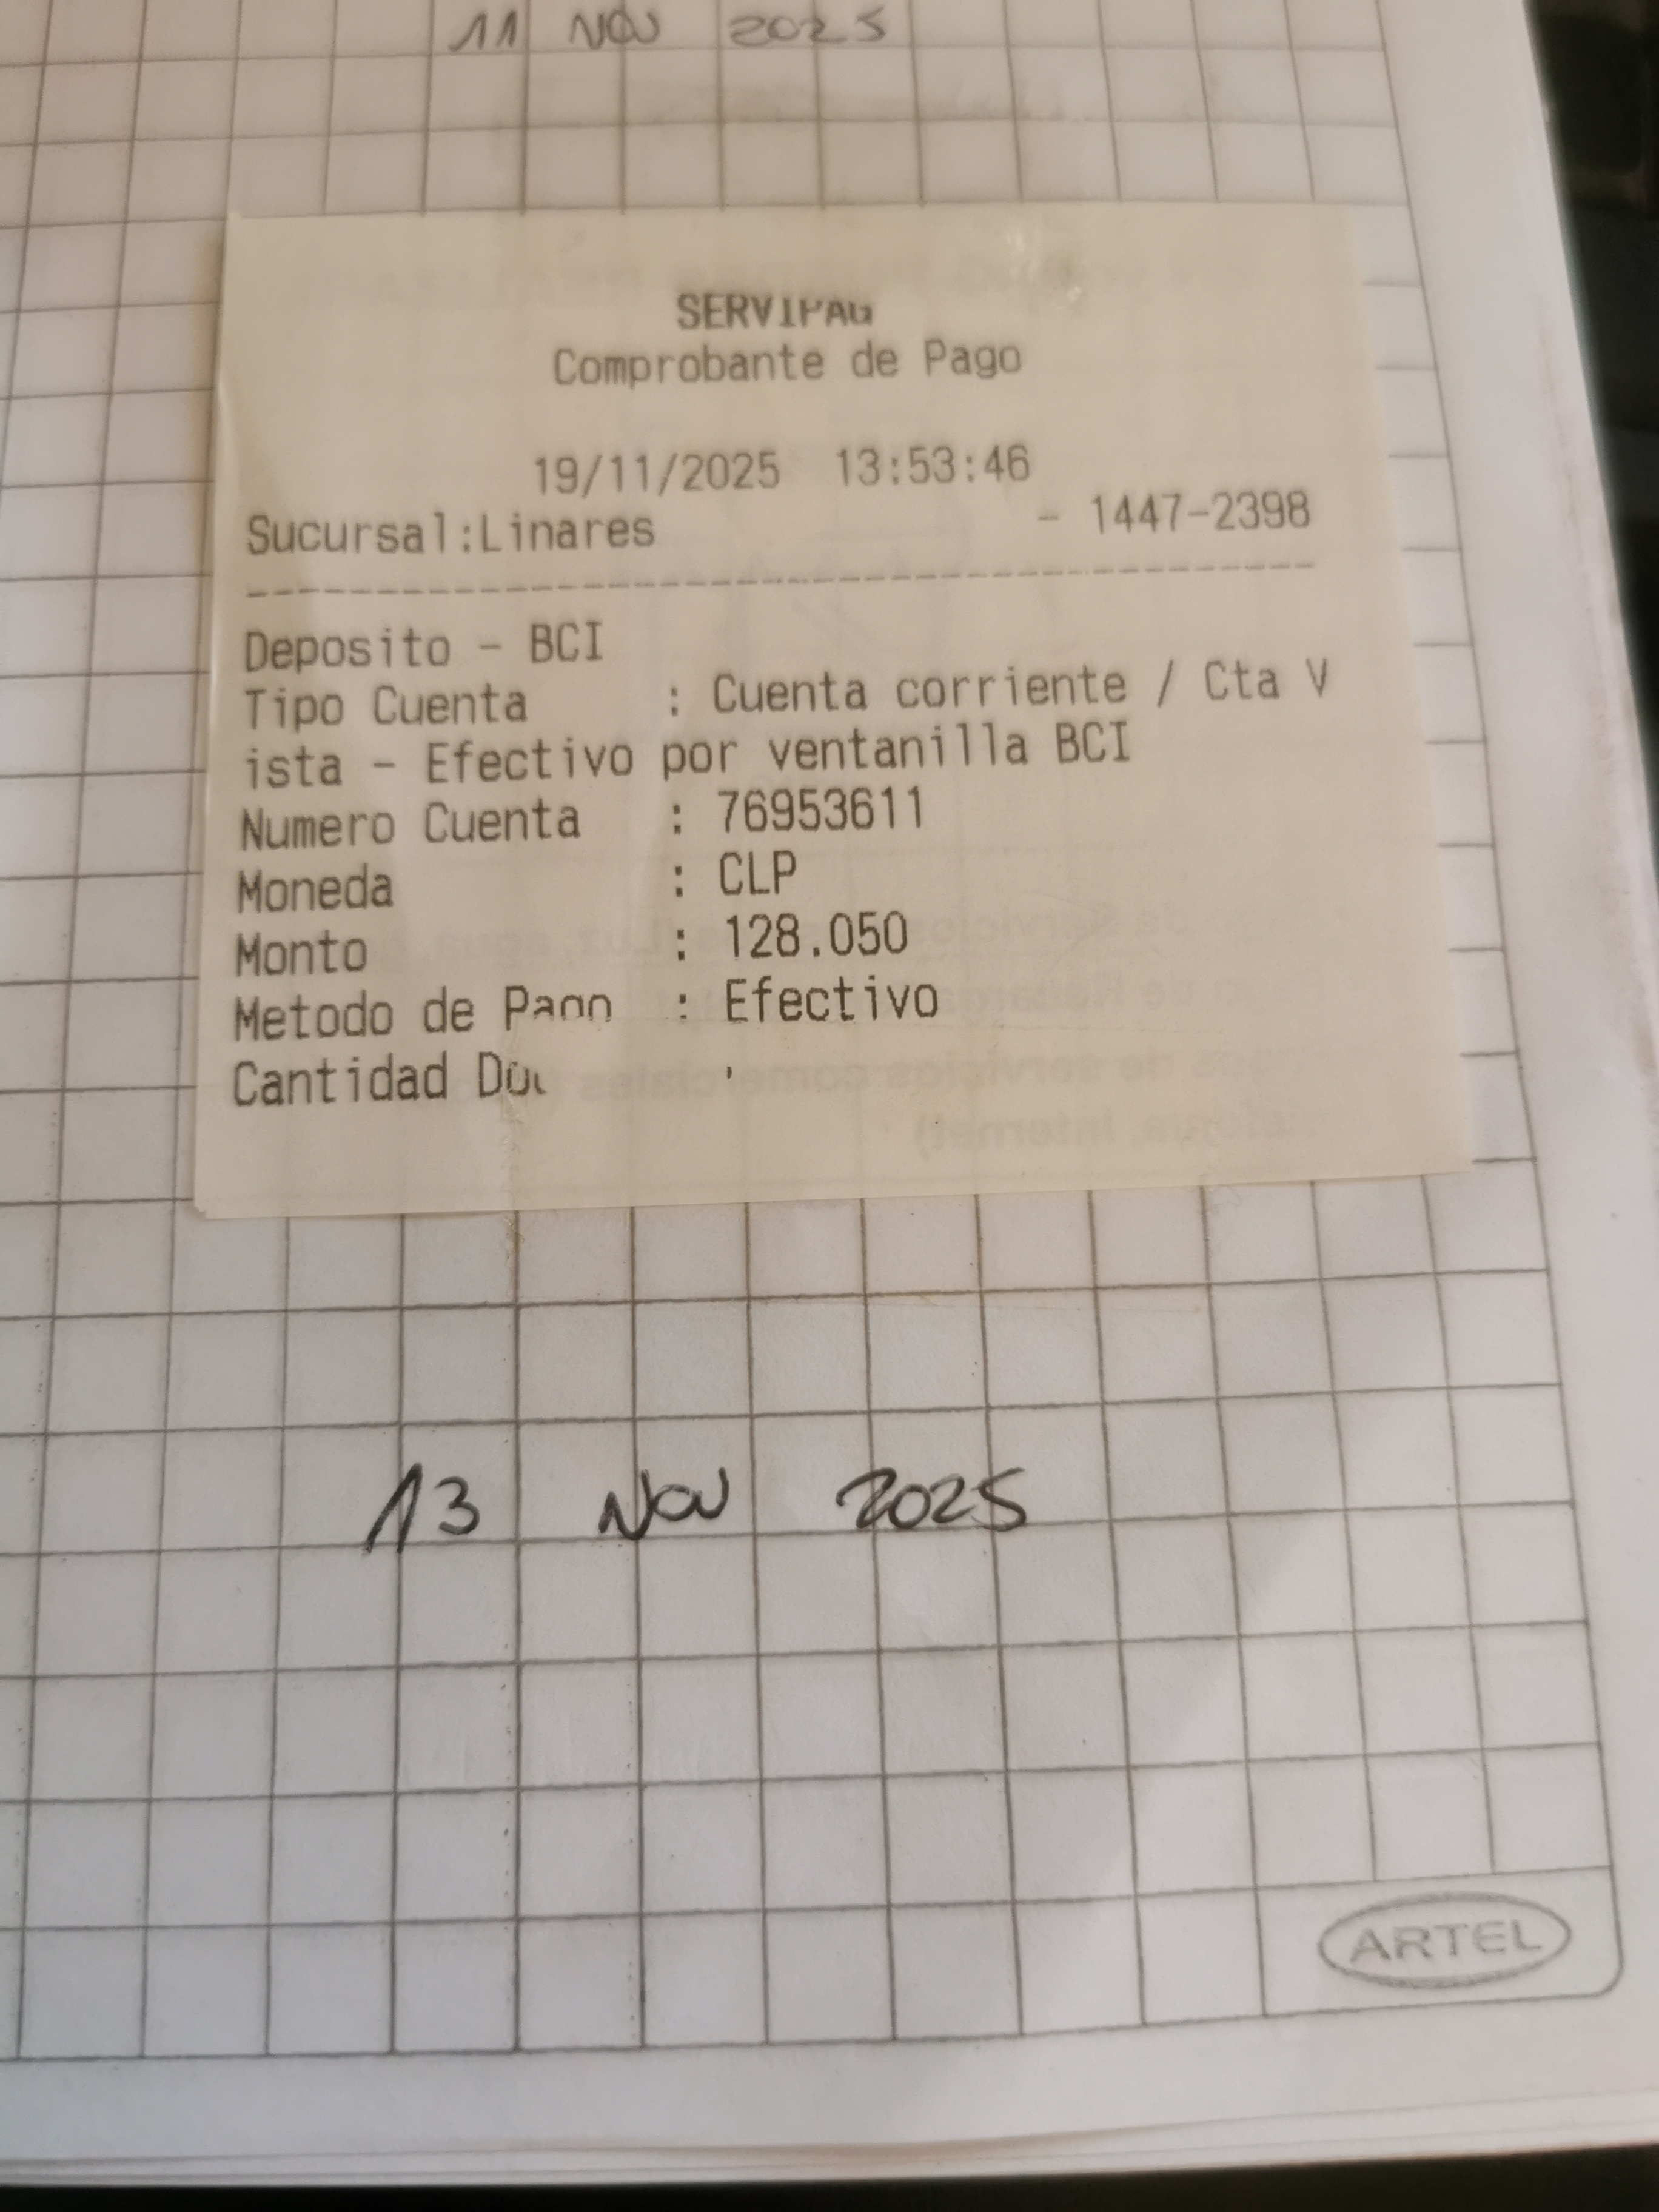 11 NOV 2025
SERVIPAG
Comprobante de Pago
19/11/2025 13:53:46
Sucursal:Linares - 1447-2398
Deposito - BCI
Tipo Cuenta : Cuenta corriente / Cta V
ista - Efectivo por ventanilla BCI
Numero Cuenta : 76953611
Moneda : CLP
Monto : 128.050
Metodo de Pago : Efectivo
Cantidad
13 NOV 2025
ARTEL